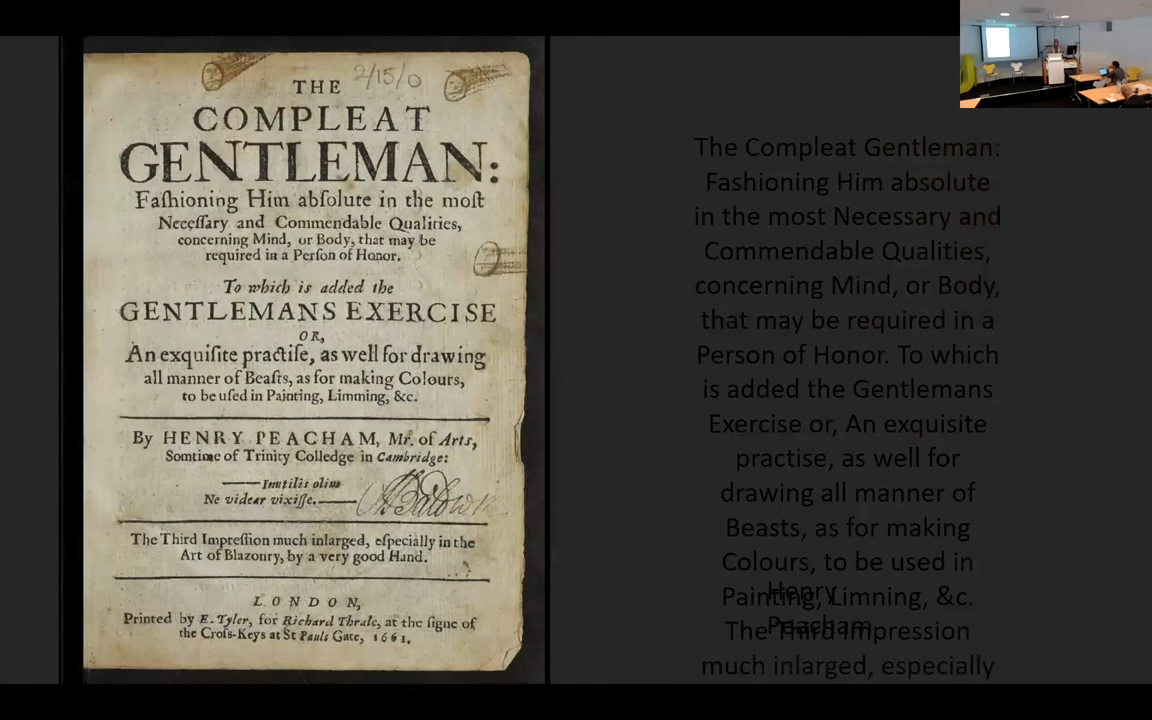 2/15/0
THE
COMPLEAT
GENTLEMAN:
Faſhioning Him abſolute in the moſt
Neceſſary and Commendable Qualities,
concerning Mind, or Body, that may be
required in a Perſon of Honor.
To which is added the
GENTLEMANS EXERCISE
OR,
An exquiſite practiſe, as well for drawing
all manner of Beaſts, as for making Colours,
to be uſed in Painting, Limming, &c.
By HENRY PEACHAM, Mr. of Arts,
Somtime of Trinity Colledge in Cambridge:
—Inutilis olim
Ne videar vixiſſe.—
The Third Impreſſion much inlarged, eſpecially in the
Art of Blazonry, by a very good Hand.
LONDON,
Printed by E. Tyler, for Richard Thrale, at the ſigne of
the Croſs-Keys at St Pauls Gate, 1661.
The Compleat Gentleman:
Fashioning Him absolute
in the most Necessary and
Commendable Qualities,
concerning Mind, or Body,
that may be required in a
Person of Honor. To which
is added the Gentlemans
Exercise or, An exquisite
practise, as well for
drawing all manner of
Beasts, as for making
Colours, to be used in
Painting, Limning, &c.
The Third Impression
much inlarged, especially
Henry
Peacham